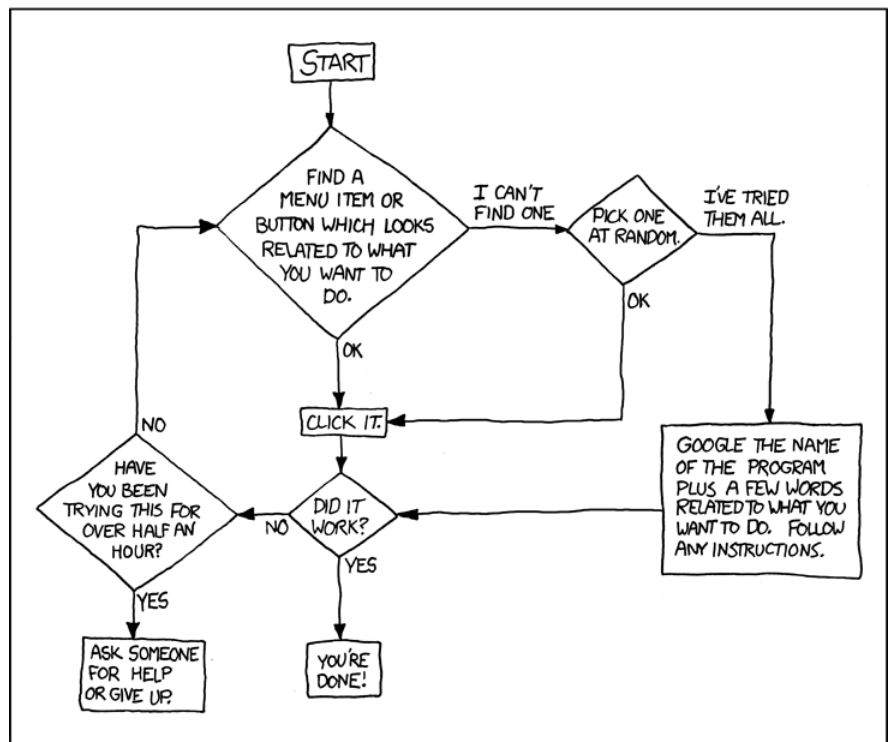 START
FIND A
MENU ITEM OR
BUTTON WHICH LOOKS
RELATED TO WHAT
YOU WANT TO
DO.
I CAN'T
FIND ONE
PICK ONE
AT RANDOM.
I'VE TRIED
THEM ALL.
OK
OK
CLICK IT.
GOOGLE THE NAME
OF THE PROGRAM
PLUS A FEW WORDS
RELATED TO WHAT YOU
WANT TO DO. FOLLOW
ANY INSTRUCTIONS.
DID IT
WORK?
NO
YES
YOU'RE
DONE!
HAVE
YOU BEEN
TRYING THIS FOR
OVER HALF AN
HOUR?
NO
YES
ASK SOMEONE
FOR HELP
OR GIVE UP.